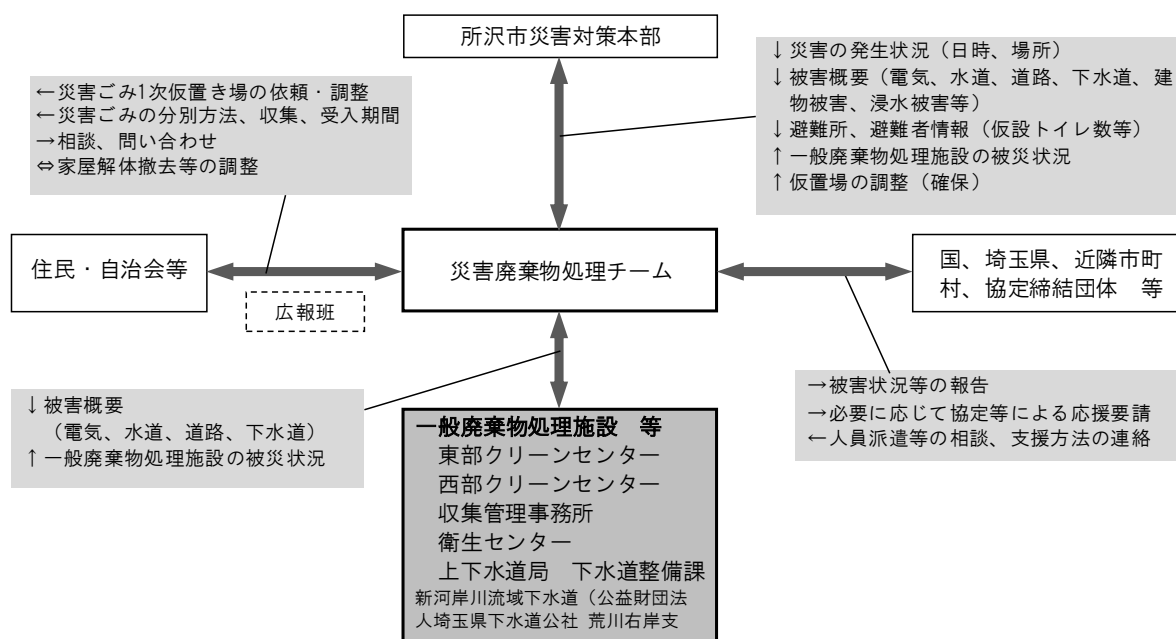 所沢市災害対策本部
↓災害の発生状況（日時、場所）
↓被害概要（電気、水道、道路、下水道、建
物被害、浸水被害等）
↓避難所、避難者情報（仮設トイレ数等）
↑一般廃棄物処理施設の被災状況
↑仮置場の調整（確保）
←災害ごみ1次仮置き場の依頼・調整
←災害ごみの分別方法、収集、受入期間
→相談、問い合わせ
⇔家屋解体撤去等の調整
住民・自治会等
広報班
災害廃棄物処理チーム
国、埼玉県、近隣市町
村、協定締結団体　等
→被害状況等の報告
→必要に応じて協定等による応援要請
←人員派遣等の相談、支援方法の連絡
↓被害概要
（電気、水道、道路、下水道）
↑一般廃棄物処理施設の被災状況
一般廃棄物処理施設　等
東部クリーンセンター
西部クリーンセンター
収集管理事務所
衛生センター
上下水道局　下水道整備課
新河岸川流域下水道（公益財団法
人埼玉県下水道公社 荒川右岸支